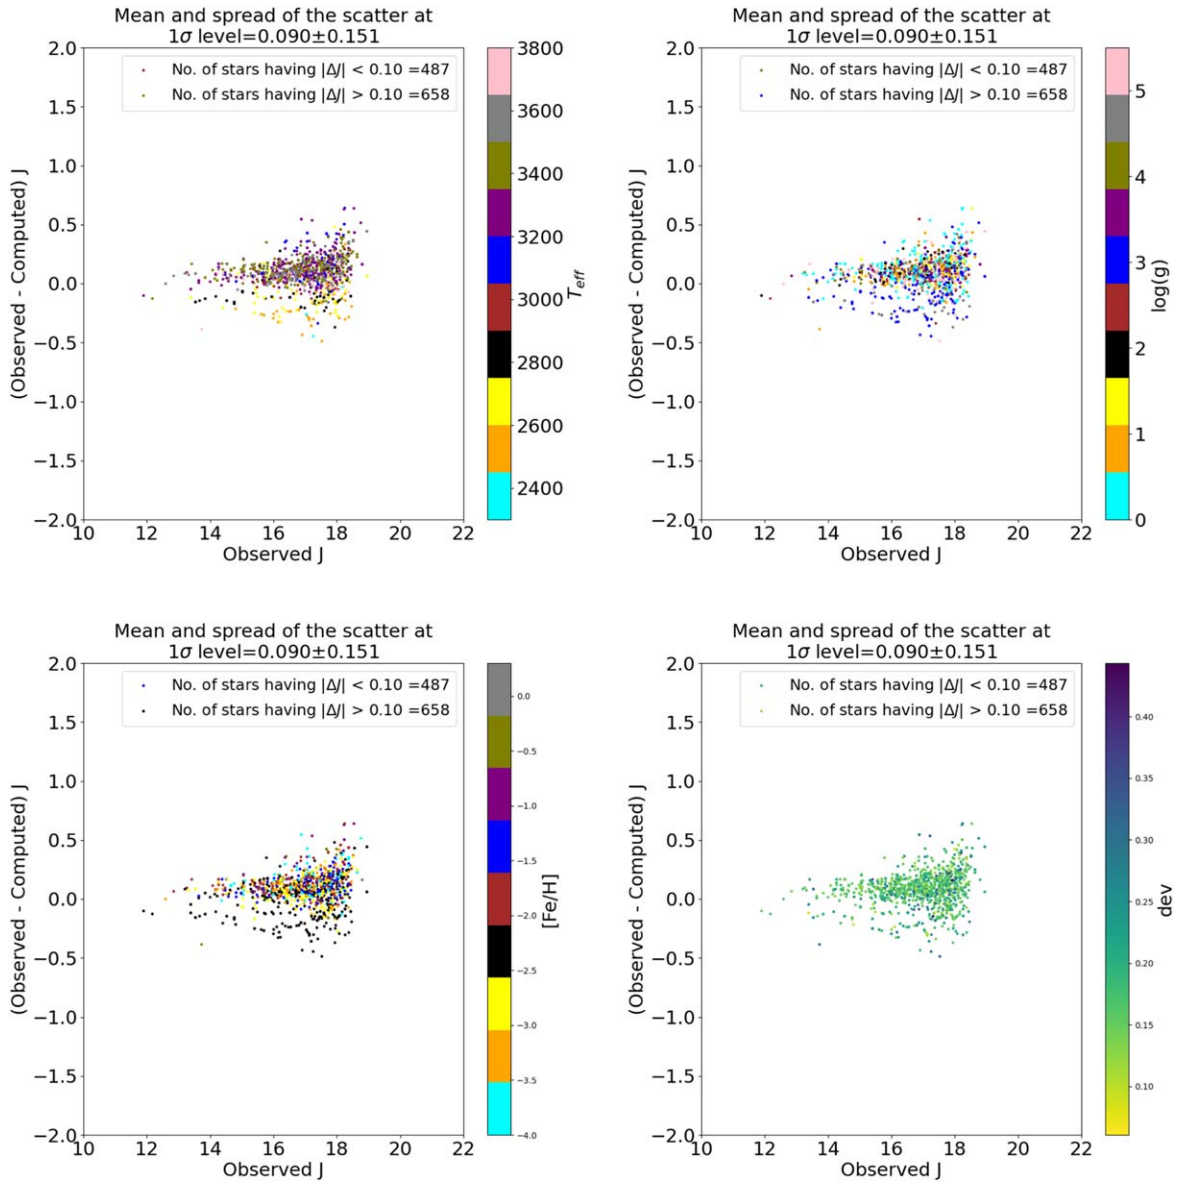 Mean and spread of the scatter at
1σ level=0.090±0.151
No. of stars having |ΔJ| < 0.10 =487
No. of stars having |ΔJ| > 0.10 =658
2.0
1.5
1.0
0.5
0.0
−0.5
−1.0
−1.5
−2.0
(Observed - Computed) J
10 12 14 16 18 20 22
Observed J
3800
3600
3400
3200
3000
2800
2600
2400
T_eff
Mean and spread of the scatter at
1σ level=0.090±0.151
No. of stars having |ΔJ| < 0.10 =487
No. of stars having |ΔJ| > 0.10 =658
2.0
1.5
1.0
0.5
0.0
−0.5
−1.0
−1.5
−2.0
(Observed - Computed) J
10 12 14 16 18 20 22
Observed J
5
4
3
2
1
0
log(g)
Mean and spread of the scatter at
1σ level=0.090±0.151
No. of stars having |ΔJ| < 0.10 =487
No. of stars having |ΔJ| > 0.10 =658
2.0
1.5
1.0
0.5
0.0
−0.5
−1.0
−1.5
−2.0
(Observed - Computed) J
10 12 14 16 18 20 22
Observed J
0.0
−0.5
−1.0
−1.5
−2.0
−2.5
−3.0
−3.5
−4.0
[Fe/H]
Mean and spread of the scatter at
1σ level=0.090±0.151
No. of stars having |ΔJ| < 0.10 =487
No. of stars having |ΔJ| > 0.10 =658
2.0
1.5
1.0
0.5
0.0
−0.5
−1.0
−1.5
−2.0
(Observed - Computed) J
10 12 14 16 18 20 22
Observed J
0.40
0.35
0.30
0.25
0.20
0.15
0.10
dev